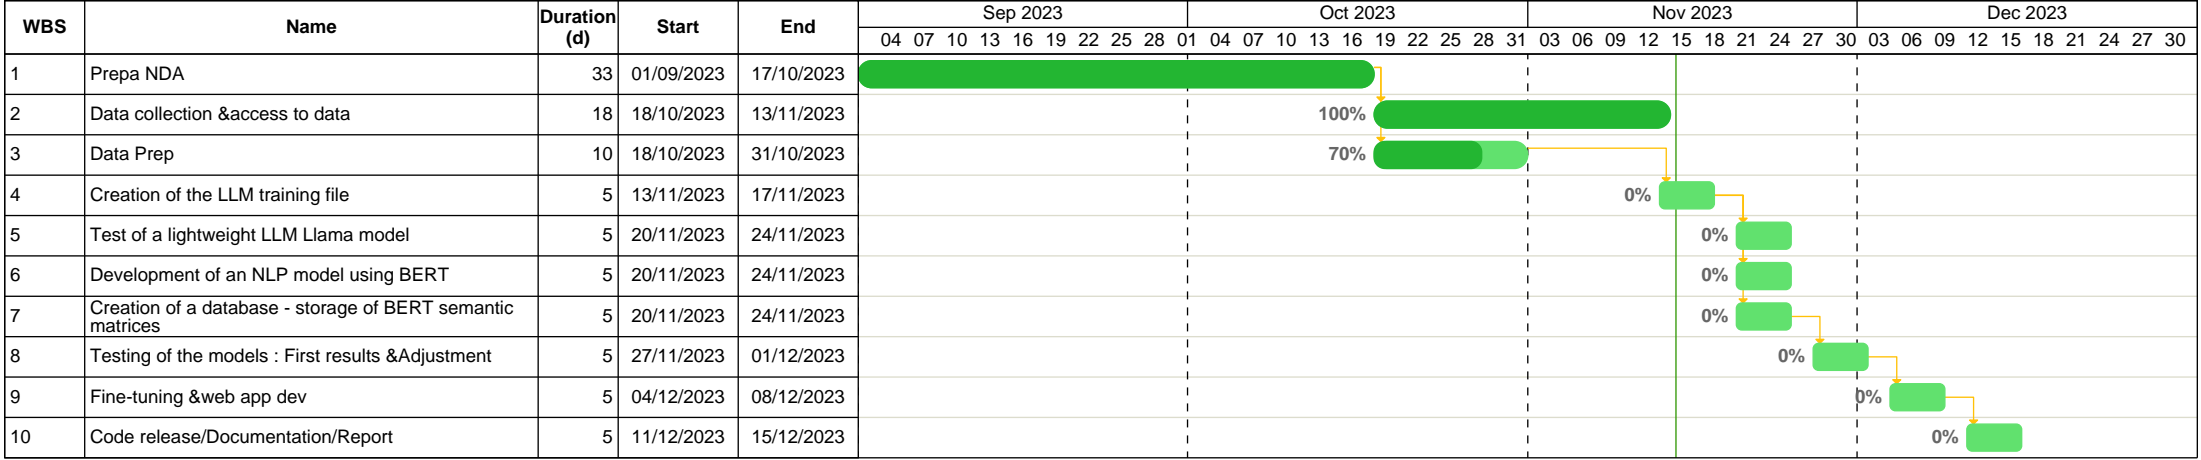 WBS Name Duration (d) Start End Sep 2023 Oct 2023 Nov 2023 Dec 2023
04 07 10 13 16 19 22 25 28 01 04 07 10 13 16 19 22 25 28 31 03 06 09 12 15 18 21 24 27 30 03 06 09 12 15 18 21 24 27 30
1 Prepa NDA 33 01/09/2023 17/10/2023
2 Data collection &access to data 18 18/10/2023 13/11/2023 100%
3 Data Prep 10 18/10/2023 31/10/2023 70%
4 Creation of the LLM training file 5 13/11/2023 17/11/2023 0%
5 Test of a lightweight LLM Llama model 5 20/11/2023 24/11/2023 0%
6 Development of an NLP model using BERT 5 20/11/2023 24/11/2023 0%
7 Creation of a database - storage of BERT semantic
matrices 5 20/11/2023 24/11/2023 0%
8 Testing of the models : First results &Adjustment 5 27/11/2023 01/12/2023 0%
9 Fine-tuning &web app dev 5 04/12/2023 08/12/2023 0%
10 Code release/Documentation/Report 5 11/12/2023 15/12/2023 0%